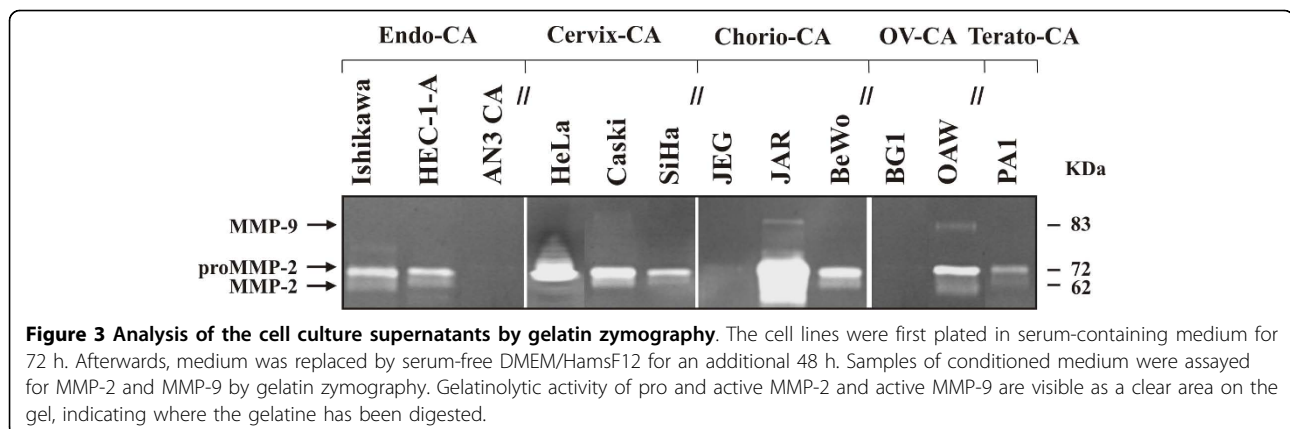 Endo-CA Cervix-CA Chorio-CA OV-CA Terato-CA
// // // //
Ishikawa HEC-1-A AN3 CA HeLa Caski SiHa JEG JAR BeWo BG1 OAW PA1 KDa
MMP-9 → – 83
proMMP-2 → – 72
MMP-2 → – 62
Figure 3 Analysis of the cell culture supernatants by gelatin zymography. The cell lines were first plated in serum-containing medium for
72 h. Afterwards, medium was replaced by serum-free DMEM/HamsF12 for an additional 48 h. Samples of conditioned medium were assayed
for MMP-2 and MMP-9 by gelatin zymography. Gelatinolytic activity of pro and active MMP-2 and active MMP-9 are visible as a clear area on the
gel, indicating where the gelatine has been digested.